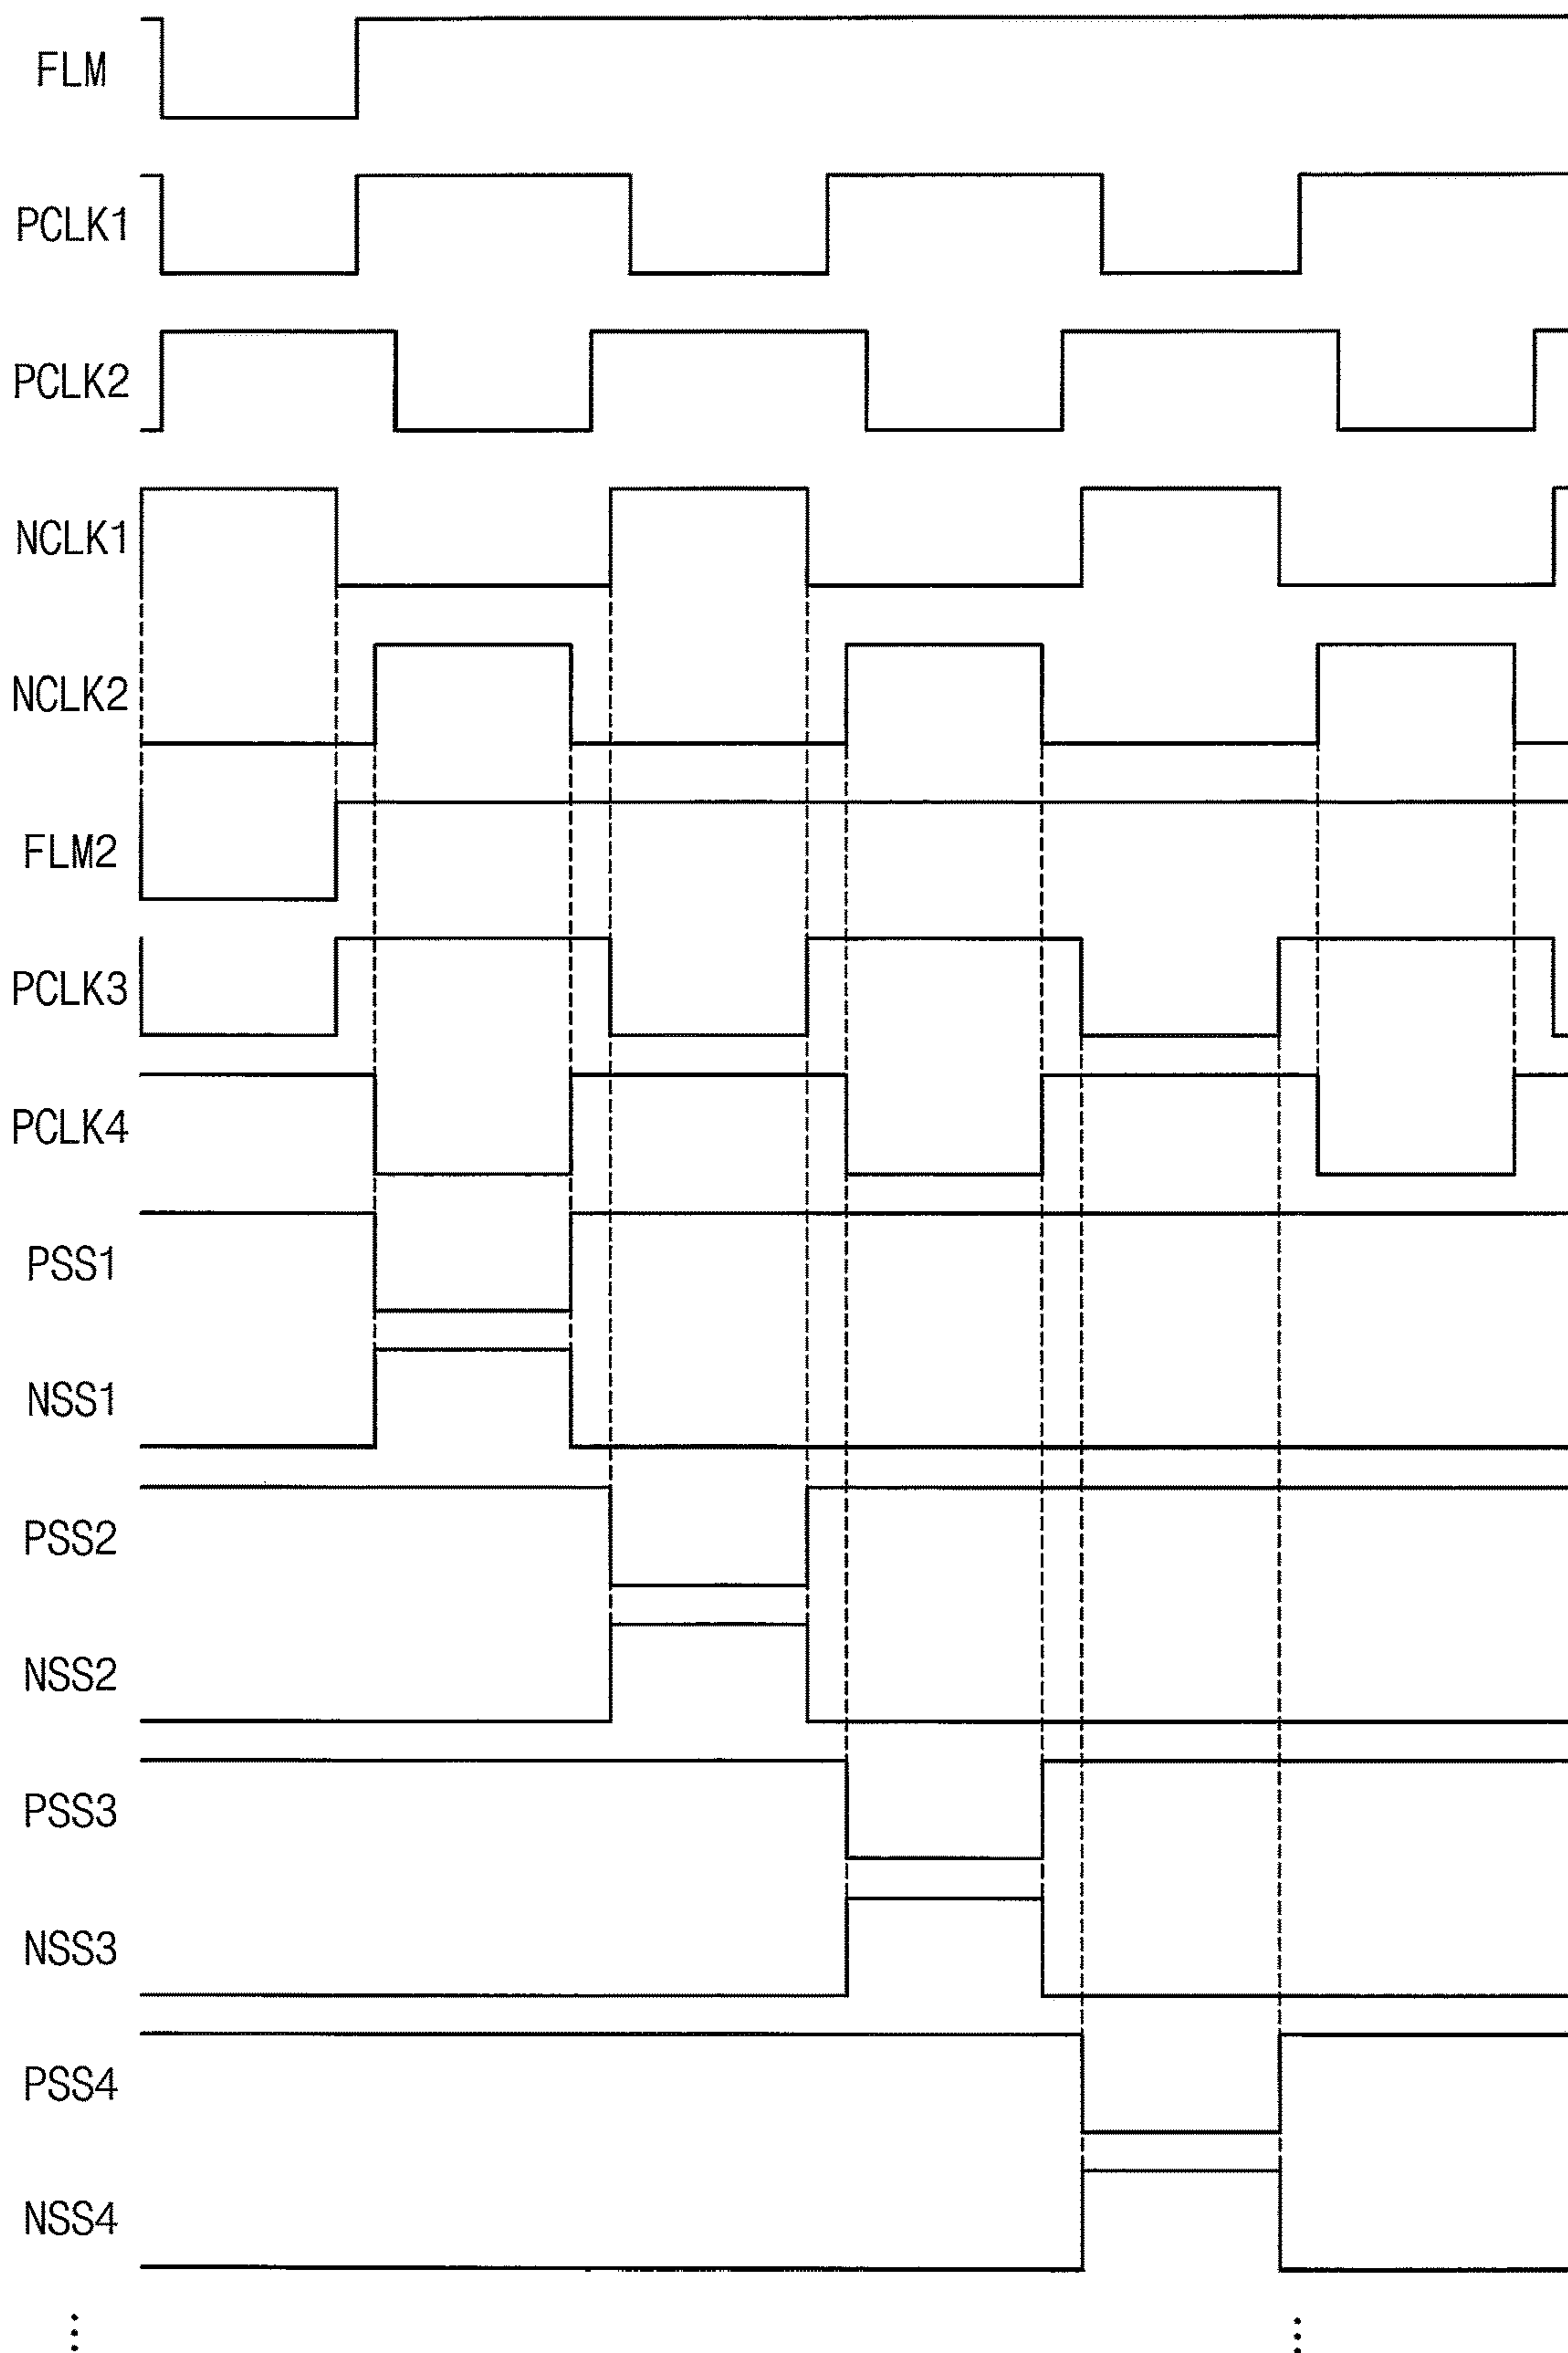 FLM
PCLK1
PCLK2
NCLK1
NCLK2
FLM2
PCLK3
PCLK4
PSS1
NSS1
PSS2
NSS2
PSS3
NSS3
PSS4
NSS4